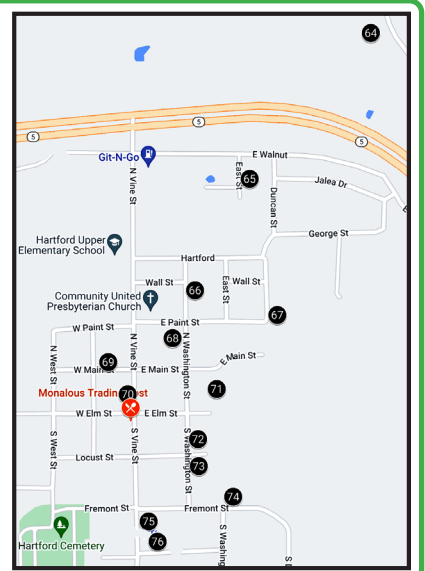 64
5
5
5
Git-N-Go
E Walnut
N Vine St
East St
65
Jalea Dr
Duncan St
George St
Hartford Upper
Elementary School
Hartford
Wall St
66
East St
Wall St
Community United
Presbyterian Church
67
W Paint St
E Paint St
68
N West St
N Vine St
N Washington St
69
E Main St
W Main St
E Main St
71
Monalous Trading Post
70
W Elm St
E Elm St
S West St
S Vine St
S Washington St
72
Locust St
73
74
Fremont St
Fremont St
75
Hartford Cemetery
76
S Washing
S D